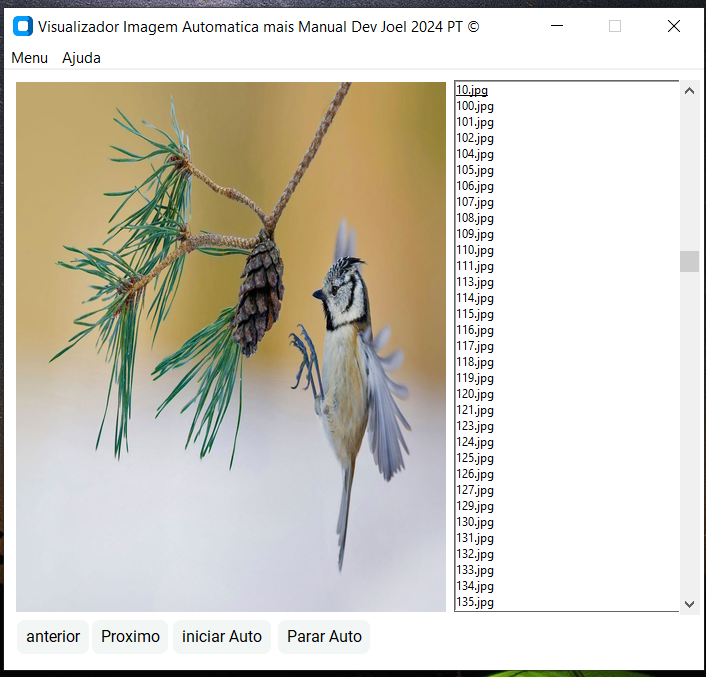 Visualizador Imagem Automatica mais Manual Dev Joel 2024 PT ©
Menu Ajuda
10.jpg
100.jpg
101.jpg
102.jpg
104.jpg
105.jpg
106.jpg
107.jpg
108.jpg
109.jpg
110.jpg
111.jpg
113.jpg
114.jpg
115.jpg
116.jpg
117.jpg
118.jpg
119.jpg
120.jpg
121.jpg
123.jpg
124.jpg
125.jpg
126.jpg
127.jpg
129.jpg
130.jpg
131.jpg
132.jpg
133.jpg
134.jpg
135.jpg
anterior Proximo iniciar Auto Parar Auto